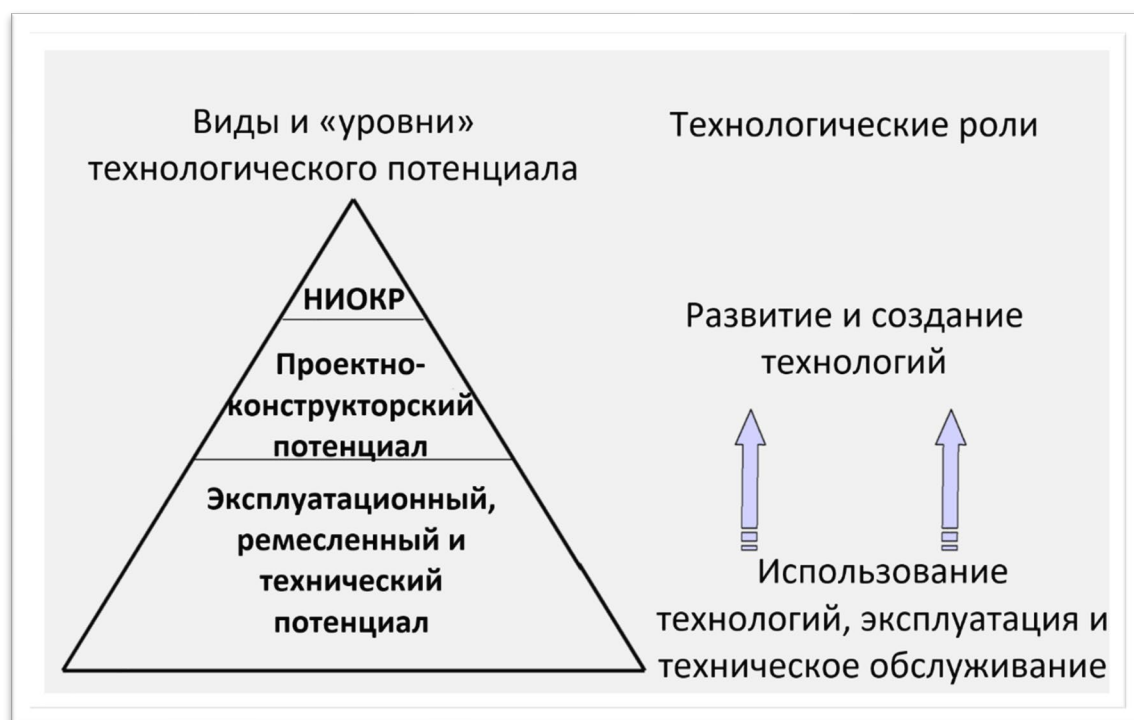 Виды и «уровни»
технологического потенциала
Технологические роли
НИОКР
Проектно-
конструкторский
потенциал
Эксплуатационный,
ремесленный и
технический
потенциал
Развитие и создание
технологий
Использование
технологий, эксплуатация и
техническое обслуживание